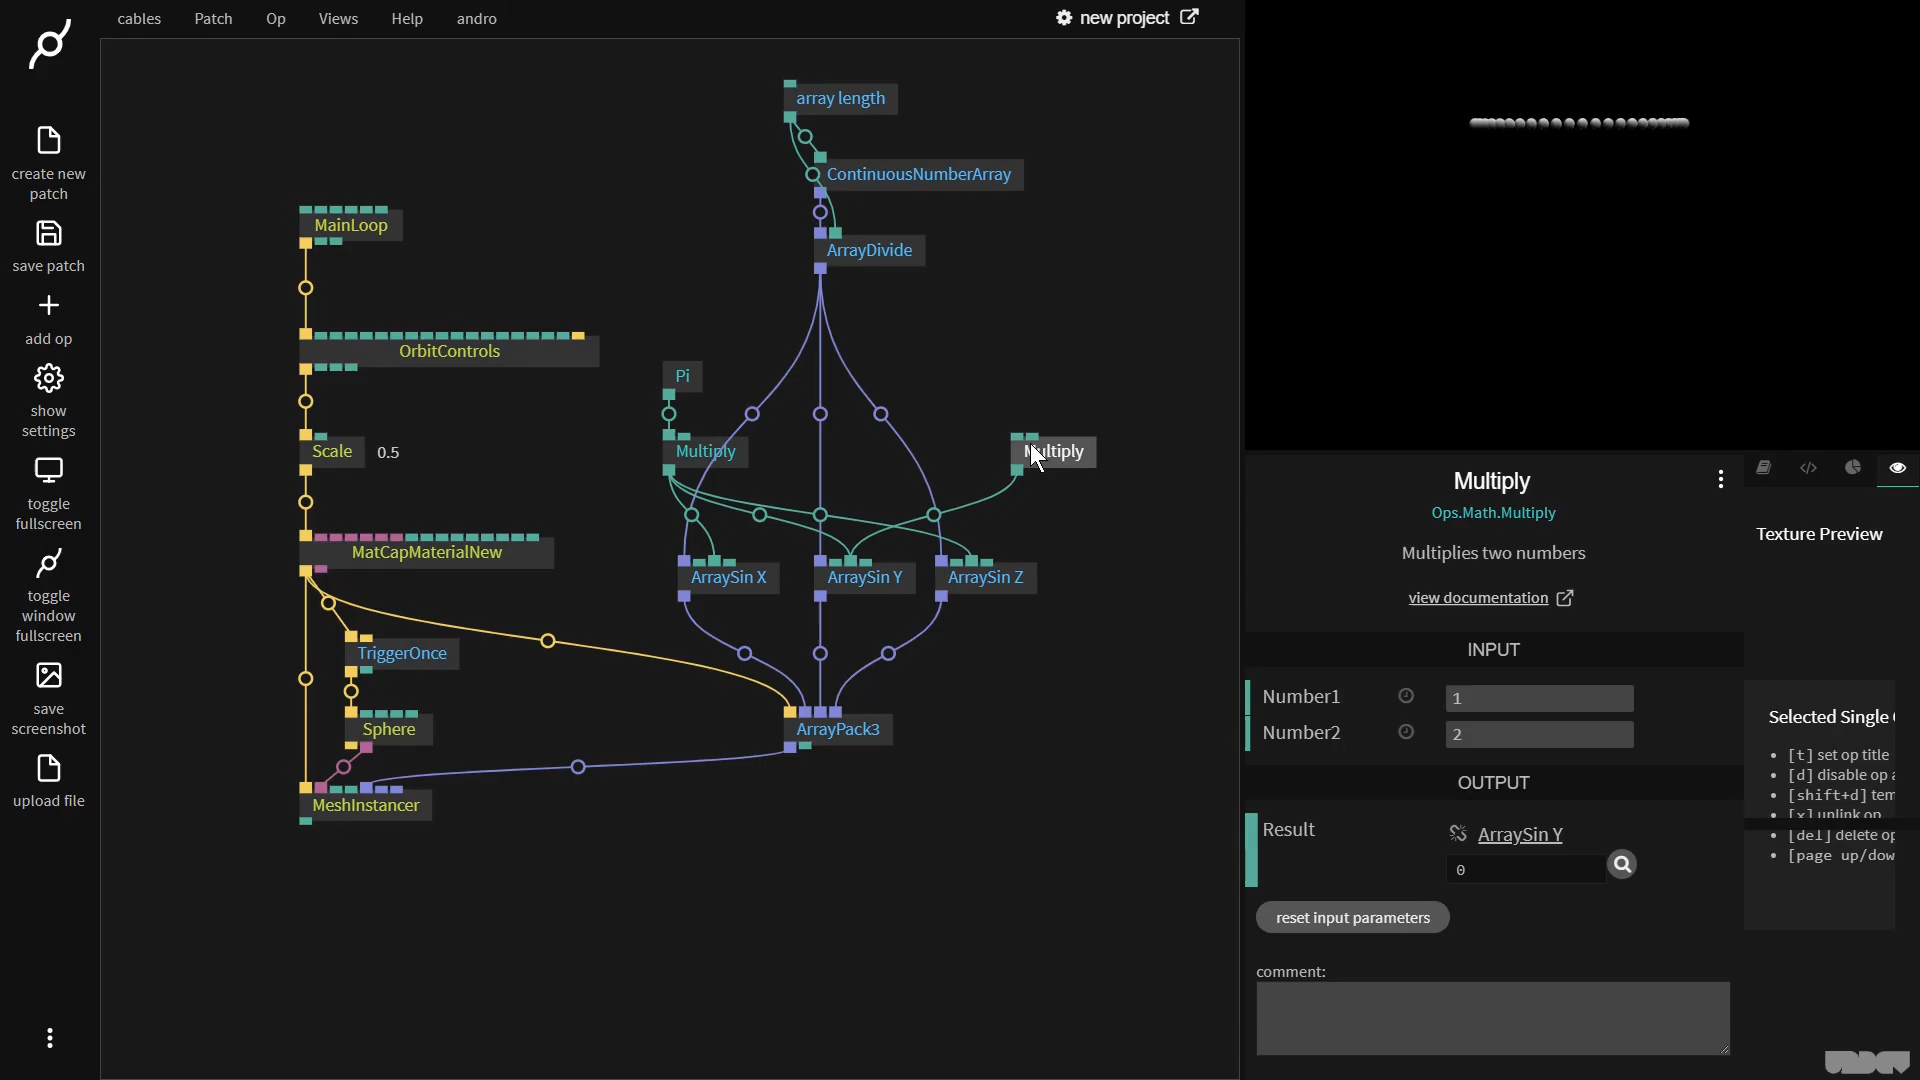 cables
Patch
Op
Views
Help
andro
new project
create new
patch
save patch
add op
show
settings
toggle
fullscreen
toggle
window
fullscreen
save
screenshot
upload file
array length
ContinuousNumberArray
ArrayDivide
MainLoop
OrbitControls
Scale
0.5
MatCapMaterialNew
TriggerOnce
Sphere
MeshInstancer
Pi
Multiply
ArraySin X
ArraySin Y
ArraySin Z
ArrayPack3
Multiply
Ops.Math.Multiply
Multiplies two numbers
view documentation
INPUT
Number1
1
Number2
2
OUTPUT
Result
ArraySin Y
0
reset input parameters
comment:
Texture Preview
Selected Single
[t] set op title
[d] disable op
[shift+d] tem
[x] unlink op
[del] delete op
[page up/dow